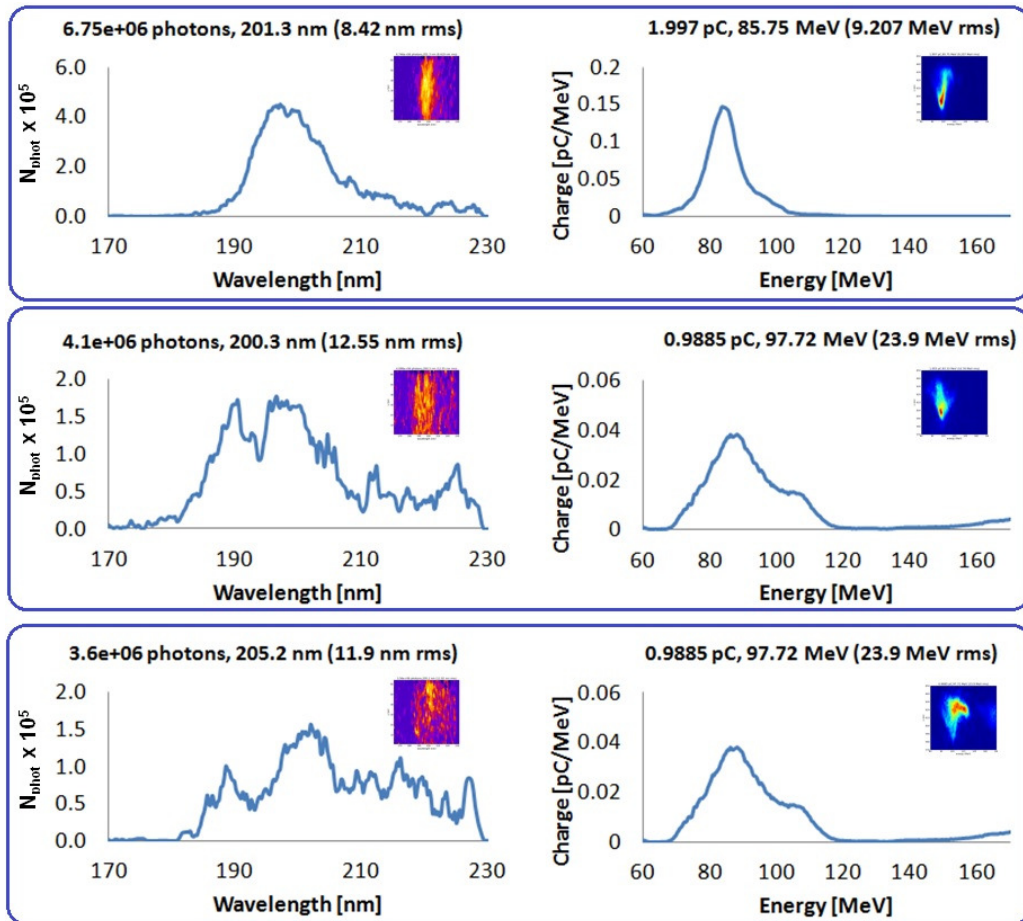 6.75e+06 photons, 201.3 nm (8.42 nm rms)
N_phot x 10^5
6.0
4.0
2.0
0.0
170 190 210 230
Wavelength [nm]
1.997 pC, 85.75 MeV (9.207 MeV rms)
Charge [pC/MeV]
0.2
0.15
0.1
0.05
0
60 80 100 120 140 160
Energy [MeV]
4.1e+06 photons, 200.3 nm (12.55 nm rms)
N_phot x 10^5
2.0
1.5
1.0
0.5
0.0
170 190 210 230
Wavelength [nm]
0.9885 pC, 97.72 MeV (23.9 MeV rms)
Charge [pC/MeV]
0.06
0.04
0.02
0
60 80 100 120 140 160
Energy [MeV]
3.6e+06 photons, 205.2 nm (11.9 nm rms)
N_phot x 10^5
2.0
1.5
1.0
0.5
0.0
170 190 210 230
Wavelength [nm]
0.9885 pC, 97.72 MeV (23.9 MeV rms)
Charge [pC/MeV]
0.06
0.04
0.02
0
60 80 100 120 140 160
Energy [MeV]